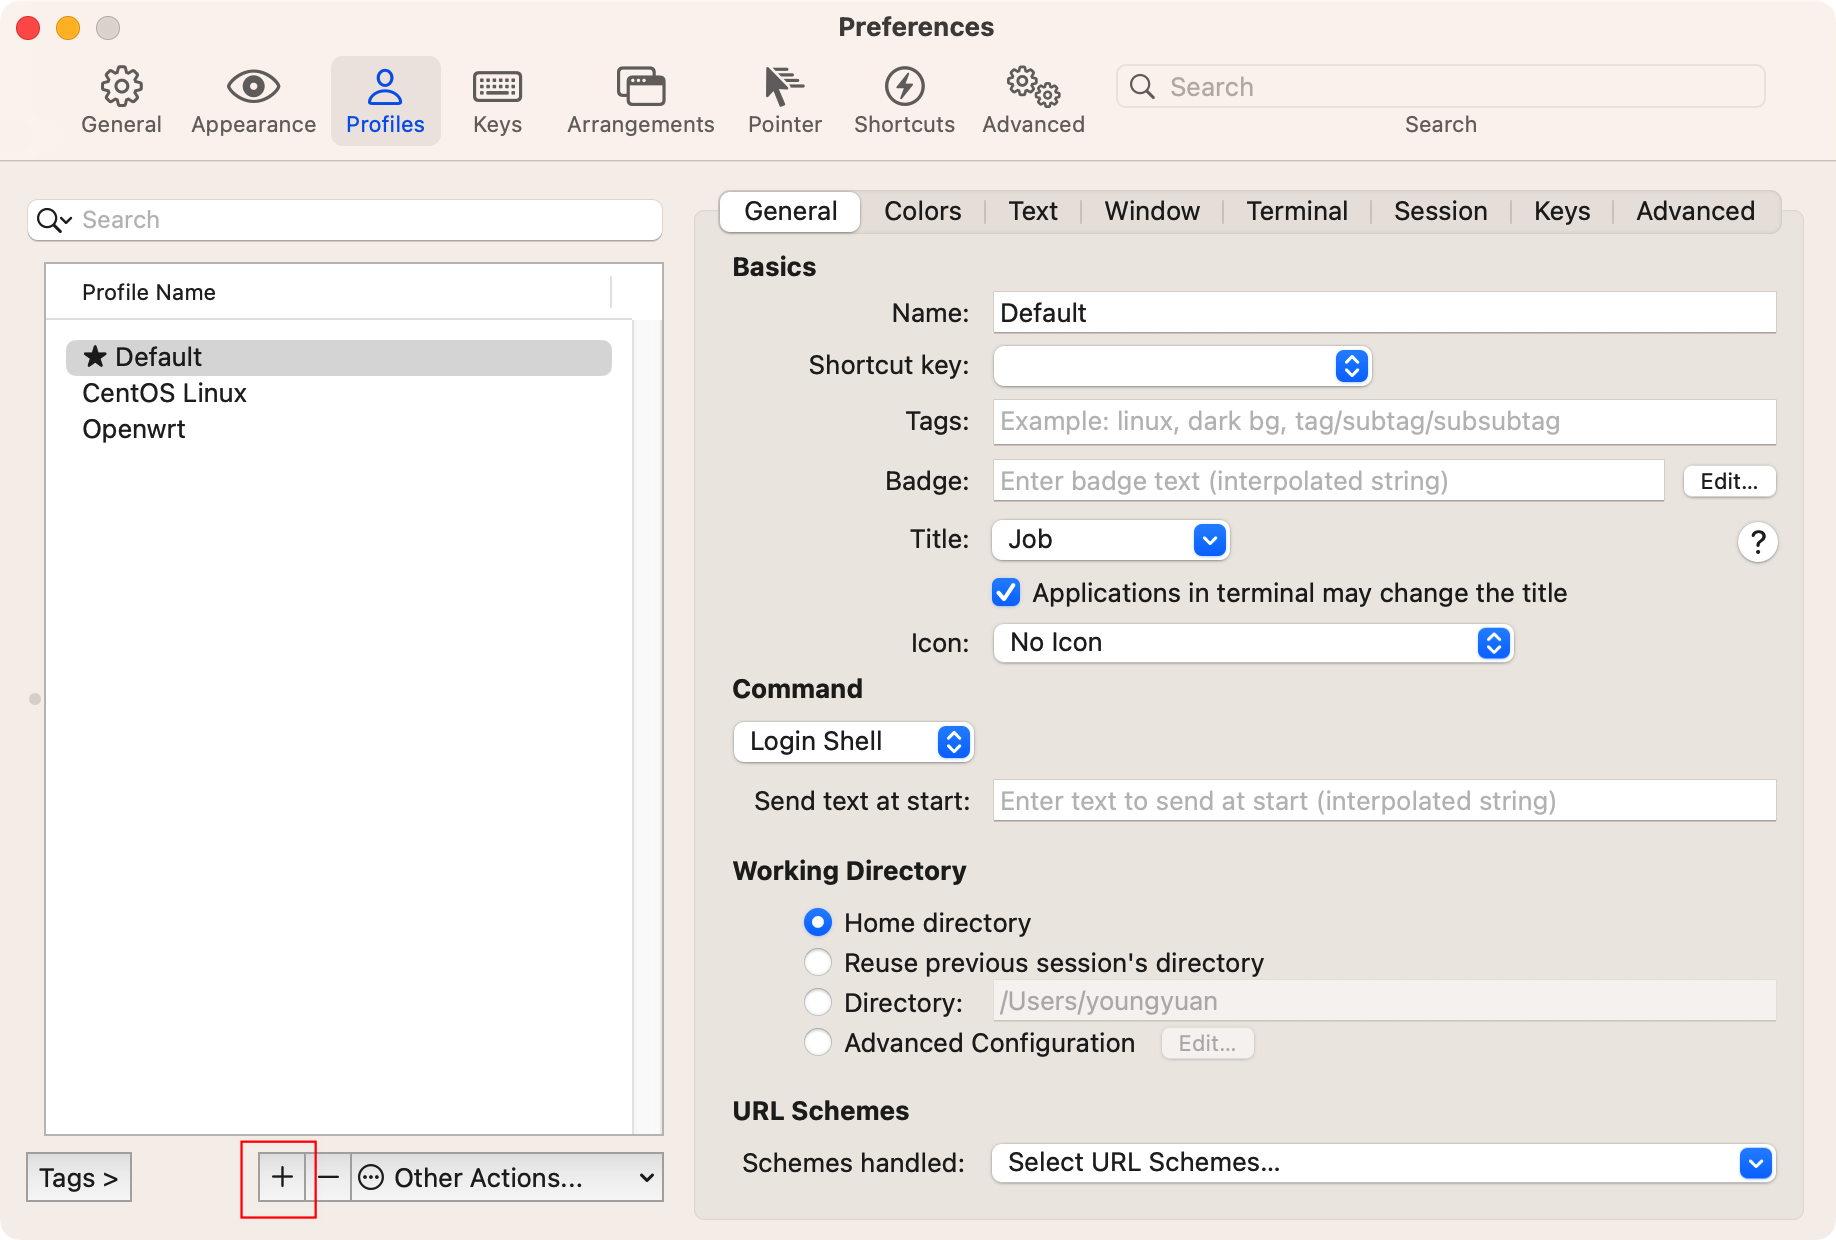 Preferences
General
Appearance
Profiles
Keys
Arrangements
Pointer
Shortcuts
Advanced
Search
Search
Search
Profile Name
★ Default
CentOS Linux
Openwrt
Tags >
+
−
Other Actions...
General
Colors
Text
Window
Terminal
Session
Keys
Advanced
Basics
Name: Default
Shortcut key:
Tags: Example: linux, dark bg, tag/subtag/subsubtag
Badge: Enter badge text (interpolated string) Edit...
Title: Job ?
Applications in terminal may change the title
Icon: No Icon
Command
Login Shell
Send text at start: Enter text to send at start (interpolated string)
Working Directory
Home directory
Reuse previous session's directory
Directory: /Users/youngyuan
Advanced Configuration Edit...
URL Schemes
Schemes handled: Select URL Schemes...